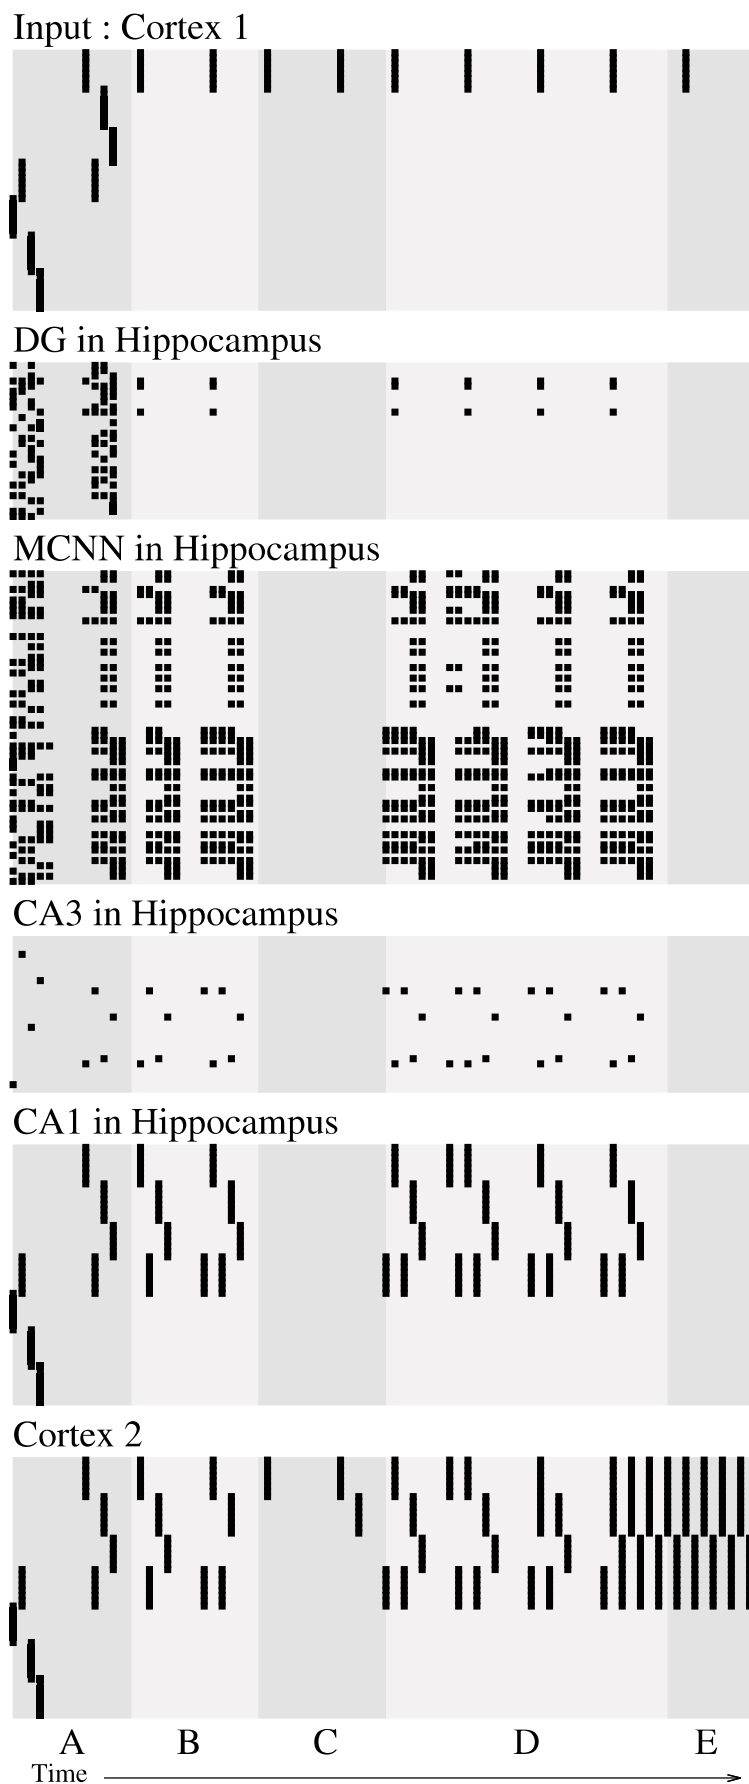 Input : Cortex 1
DG in Hippocampus
MCNN in Hippocampus
CA3 in Hippocampus
CA1 in Hippocampus
Cortex 2
A B C D E
Time